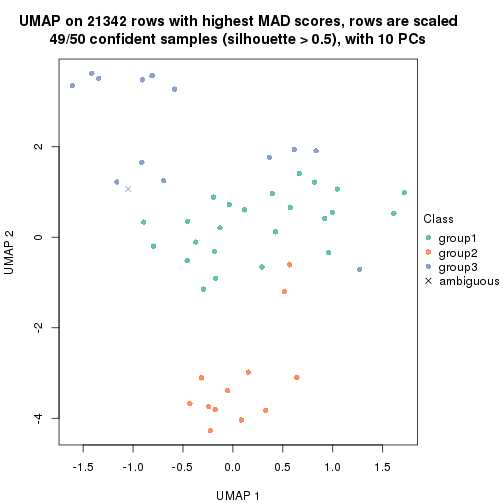 UMAP on 21342 rows with highest MAD scores, rows are scaled
49/50 confident samples (silhouette > 0.5), with 10 PCs
2
0
-2
-4
UMAP 2
-1.5 -1.0 -0.5 0.0 0.5 1.0 1.5
UMAP 1
Class
group1
group2
group3
ambiguous